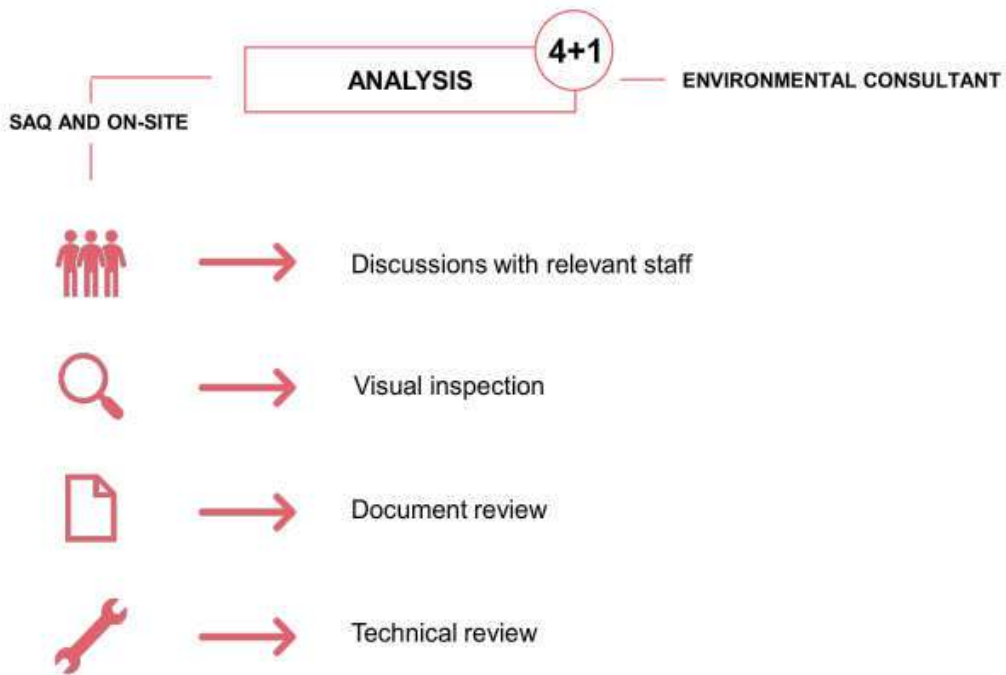 4+1
ANALYSIS
ENVIRONMENTAL CONSULTANT
SAQ AND ON-SITE
Discussions with relevant staff
Visual inspection
Document review
Technical review